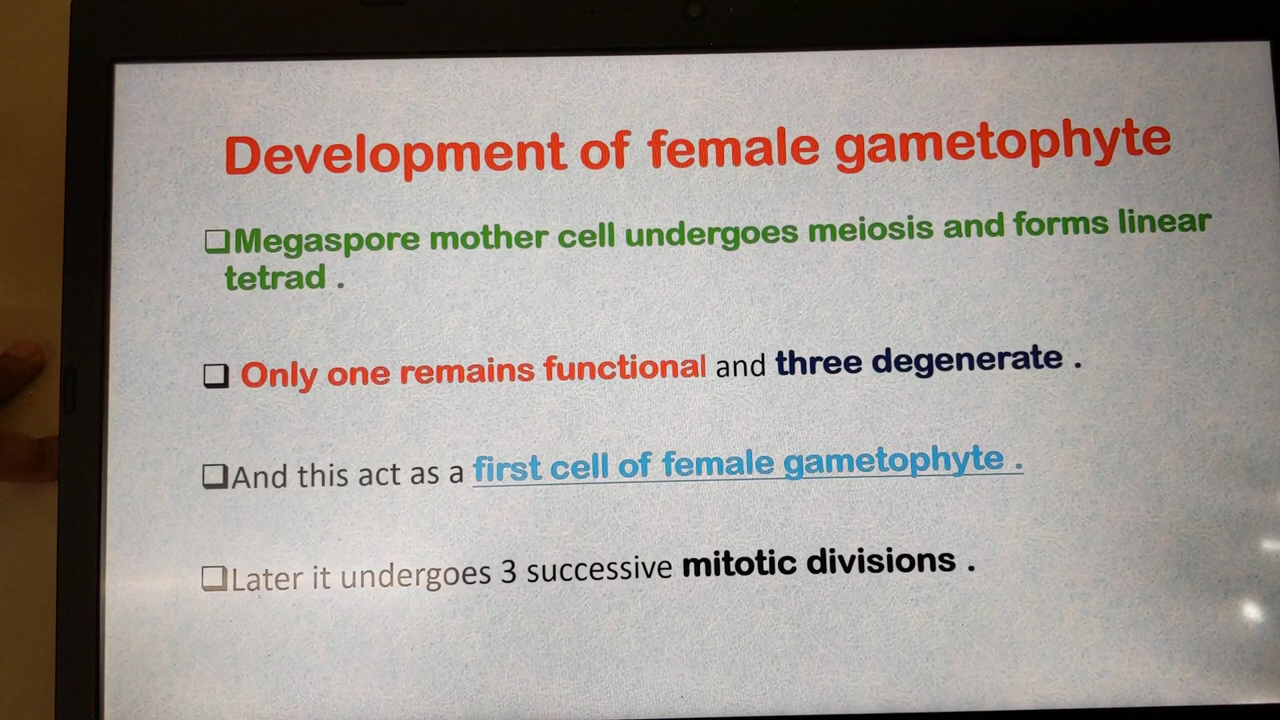 Development of female gametophyte
❑Megaspore mother cell undergoes meiosis and forms linear
tetrad .
❑ Only one remains functional and three degenerate .
❑And this act as a first cell of female gametophyte .
❑Later it undergoes 3 successive mitotic divisions .